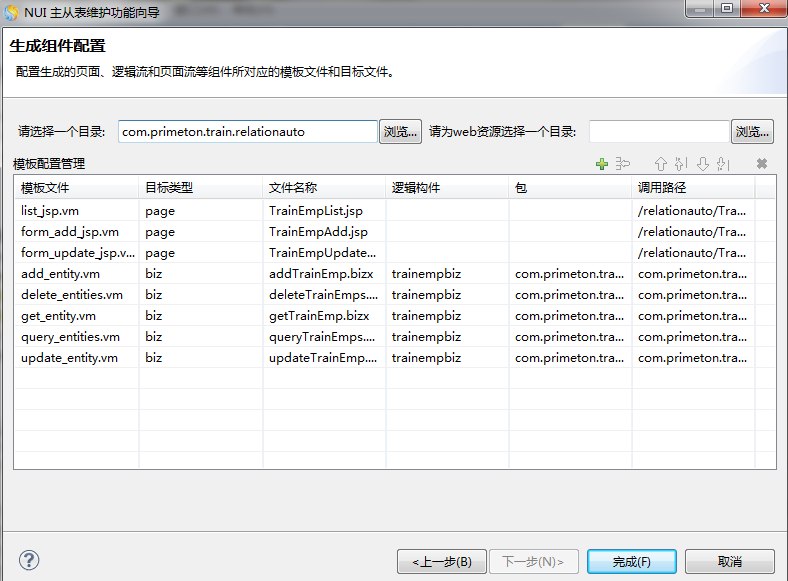 NUI 主从表维护功能向导
生成组件配置
配置生成的页面、逻辑流和页面流等组件所对应的模板文件和目标文件。
请选择一个目录: com.primeton.train.relationauto 浏览... 请为web资源选择一个目录: 浏览...
模板配置管理
模板文件 目标类型 文件名称 逻辑构件 包 调用路径
list_jsp.vm page TrainEmpList.jsp /relationauto/Tra...
form_add_jsp.vm page TrainEmpAdd.jsp /relationauto/Tra...
form_update_jsp.v... page TrainEmpUpdate... /relationauto/Tra...
add_entity.vm biz addTrainEmp.bizx trainempbiz com.primeton.tra... com.primeton.tra...
delete_entities.vm biz deleteTrainEmps.... trainempbiz com.primeton.tra... com.primeton.tra...
get_entity.vm biz getTrainEmp.bizx trainempbiz com.primeton.tra... com.primeton.tra...
query_entities.vm biz queryTrainEmps.... trainempbiz com.primeton.tra... com.primeton.tra...
update_entity.vm biz updateTrainEmp.... trainempbiz com.primeton.tra... com.primeton.tra...
<上一步(B) 下一步(N)> 完成(F) 取消